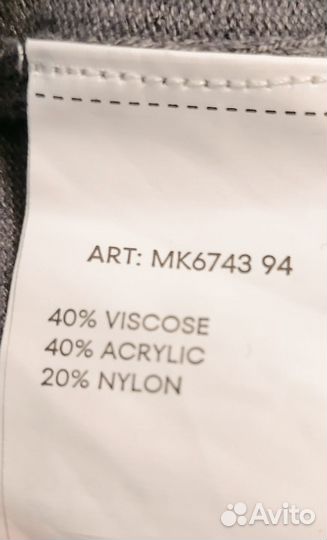 ART: MK6743 94
40% VISCOSE
40% ACRYLIC
20% NYLON
Avito